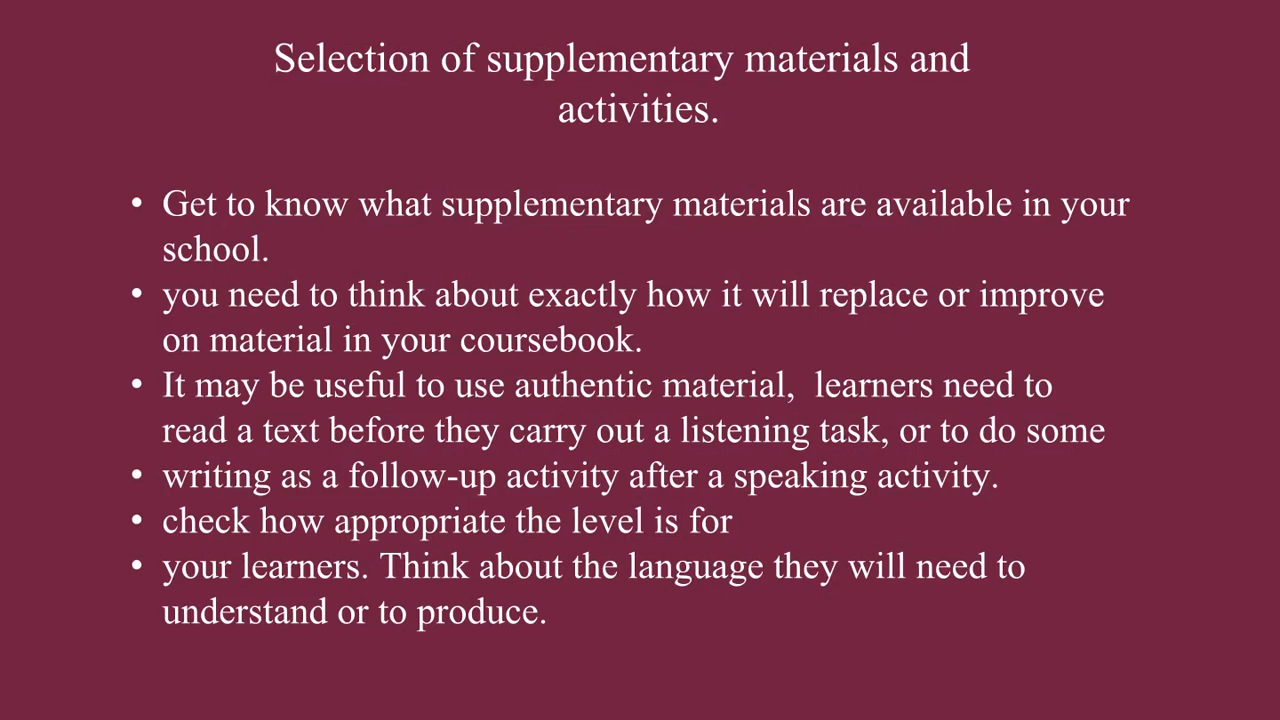 Selection of supplementary materials and
activities.
• Get to know what supplementary materials are available in your
school.
• you need to think about exactly how it will replace or improve
on material in your coursebook.
• It may be useful to use authentic material,  learners need to
read a text before they carry out a listening task, or to do some
• writing as a follow-up activity after a speaking activity.
• check how appropriate the level is for
• your learners. Think about the language they will need to
understand or to produce.